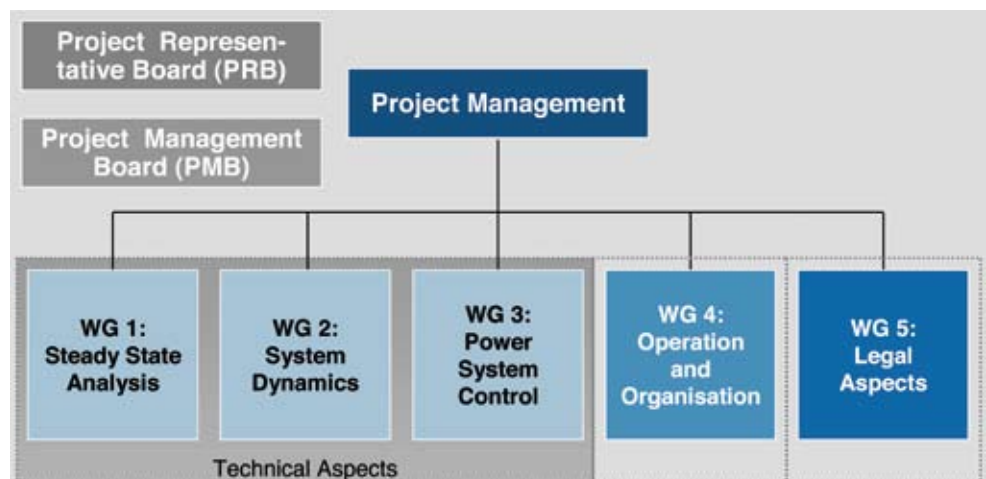 Project Represen-
tative Board (PRB)
Project Management
Project Management
Board (PMB)
WG 1:
Steady State
Analysis
WG 2:
System
Dynamics
WG 3:
Power
System
Control
WG 4:
Operation
and
Organisation
WG 5:
Legal
Aspects
Technical Aspects